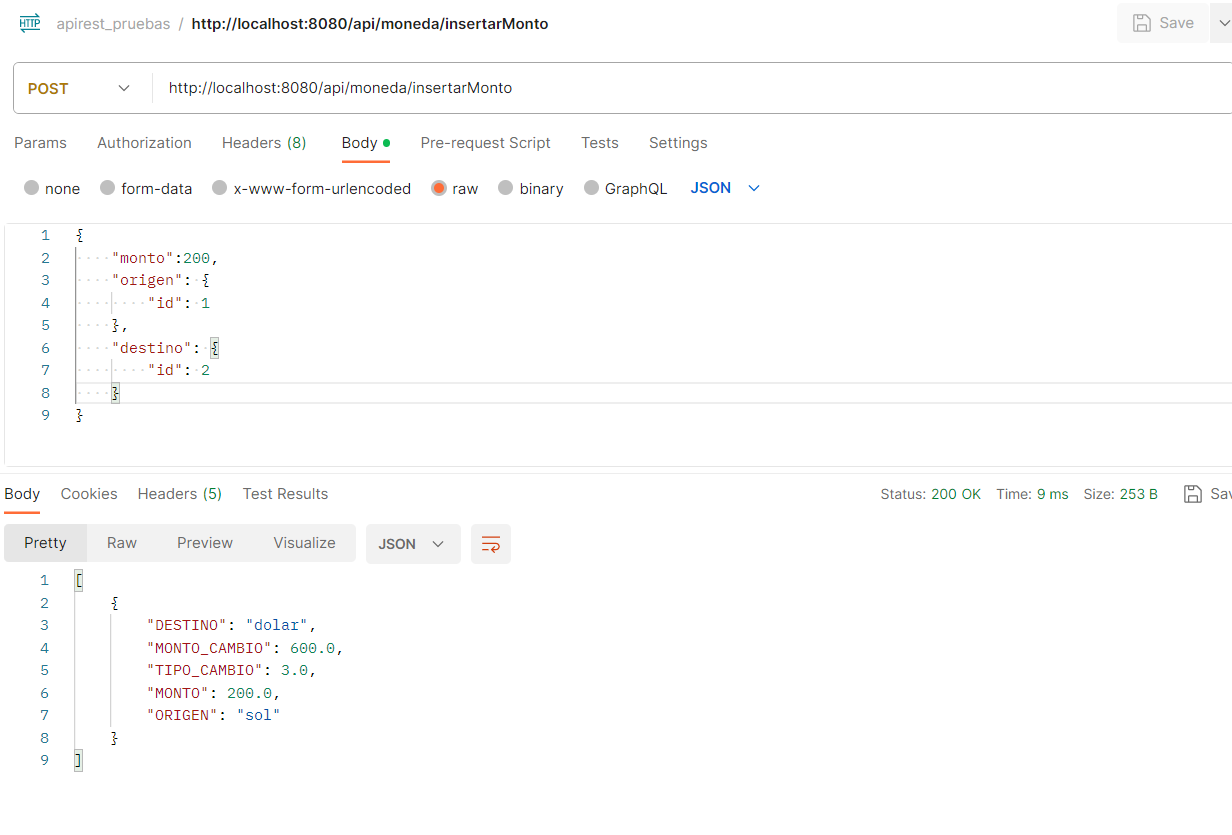 HTTP apirest_pruebas / http://localhost:8080/api/moneda/insertarMonto Save
POST http://localhost:8080/api/moneda/insertarMonto
Params Authorization Headers (8) Body Pre-request Script Tests Settings
none form-data x-www-form-urlencoded raw binary GraphQL JSON
1 {
2 "monto":200,
3 "origen": {
4 "id": 1
5 },
6 "destino": {
7 "id": 2
8 }
9 }
Body Cookies Headers (5) Test Results Status: 200 OK Time: 9 ms Size: 253 B Sav
Pretty Raw Preview Visualize JSON
1 [
2 {
3 "DESTINO": "dolar",
4 "MONTO_CAMBIO": 600.0,
5 "TIPO_CAMBIO": 3.0,
6 "MONTO": 200.0,
7 "ORIGEN": "sol"
8 }
9 ]